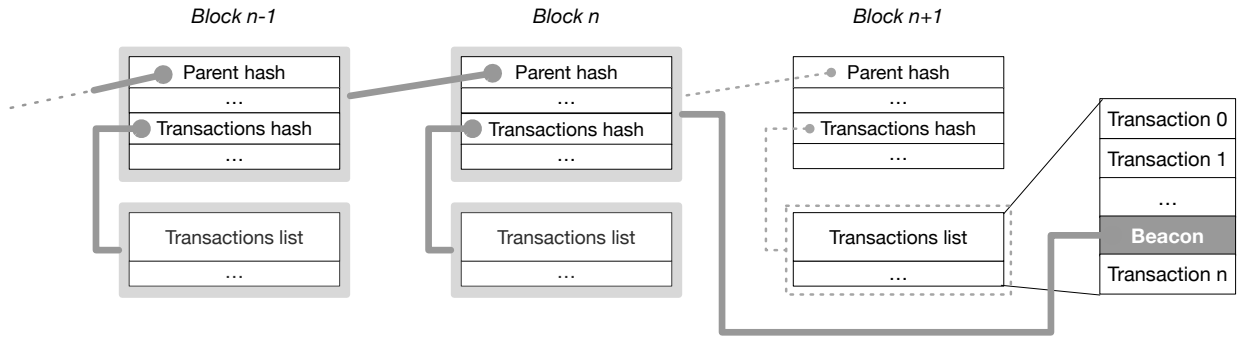 Block n-1
Block n
Block n+1
Parent hash
...
Transactions hash
...
Transactions list
...
Parent hash
...
Transactions hash
...
Transactions list
...
Parent hash
...
Transactions hash
...
Transactions list
...
Transaction 0
Transaction 1
...
Beacon
Transaction n